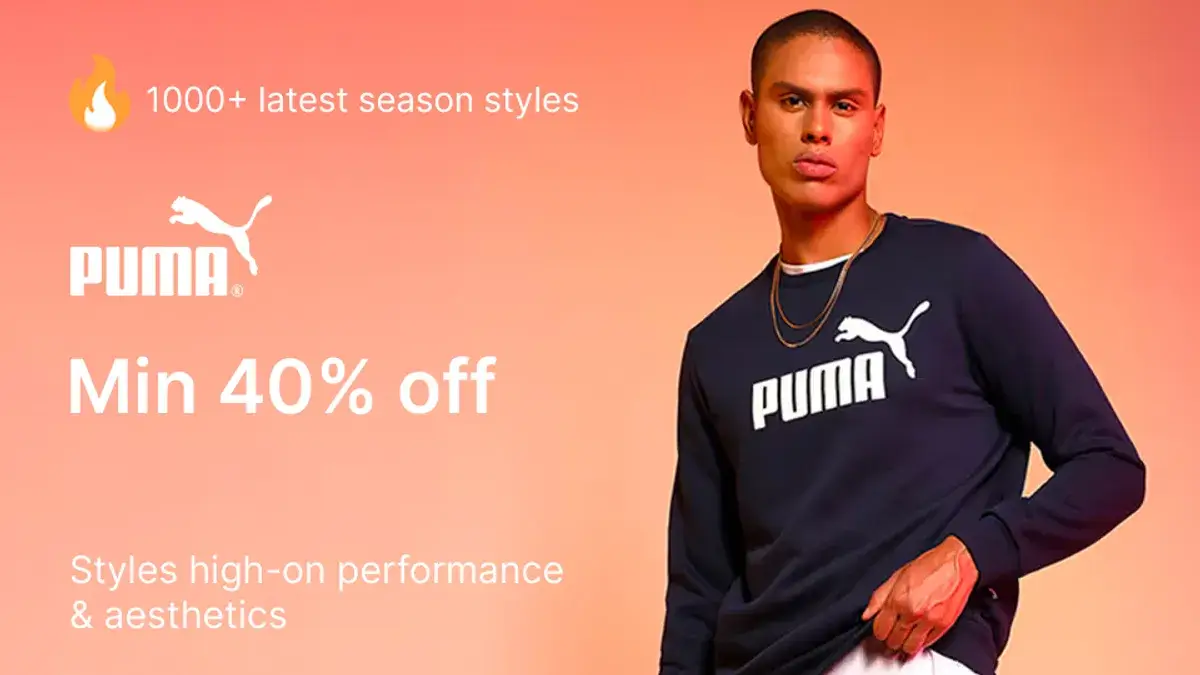 1000+ latest season styles
PUMA®
Min 40% off
Styles high-on performance
& aesthetics
PUMA